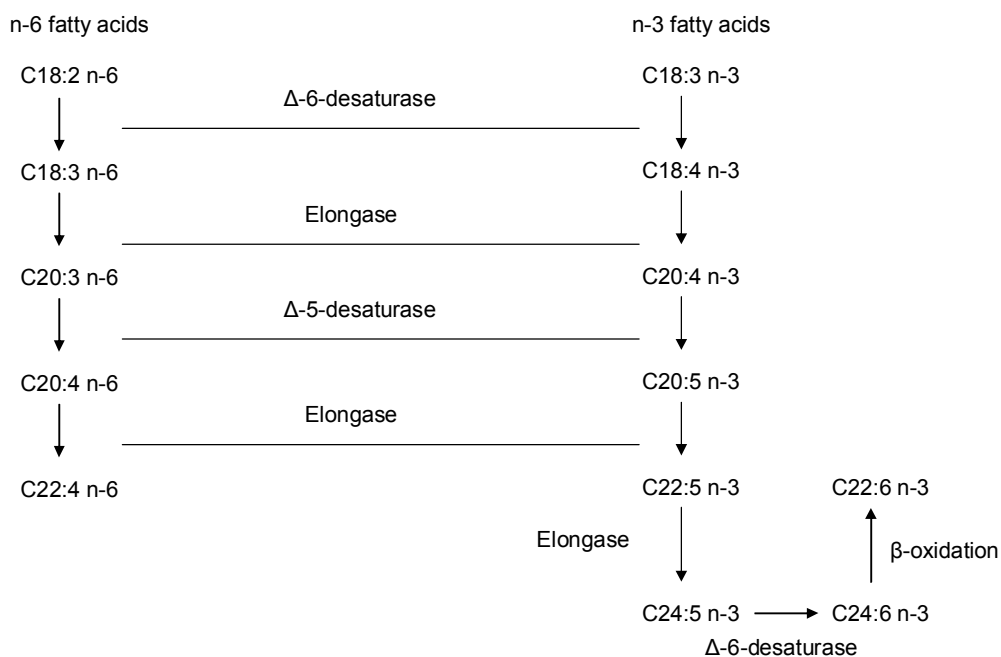 n-6 fatty acids n-3 fatty acids
C18:2 n-6 C18:3 n-3
Δ-6-desaturase
C18:3 n-6 C18:4 n-3
Elongase
C20:3 n-6 C20:4 n-3
Δ-5-desaturase
C20:4 n-6 C20:5 n-3
Elongase
C22:4 n-6 C22:5 n-3 C22:6 n-3
Elongase β-oxidation
C24:5 n-3 C24:6 n-3
Δ-6-desaturase